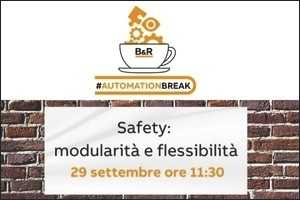 B&R
#AUTOMATIONBREAK
Safety:
modularità e flessibilità
29 settembre ore 11:30